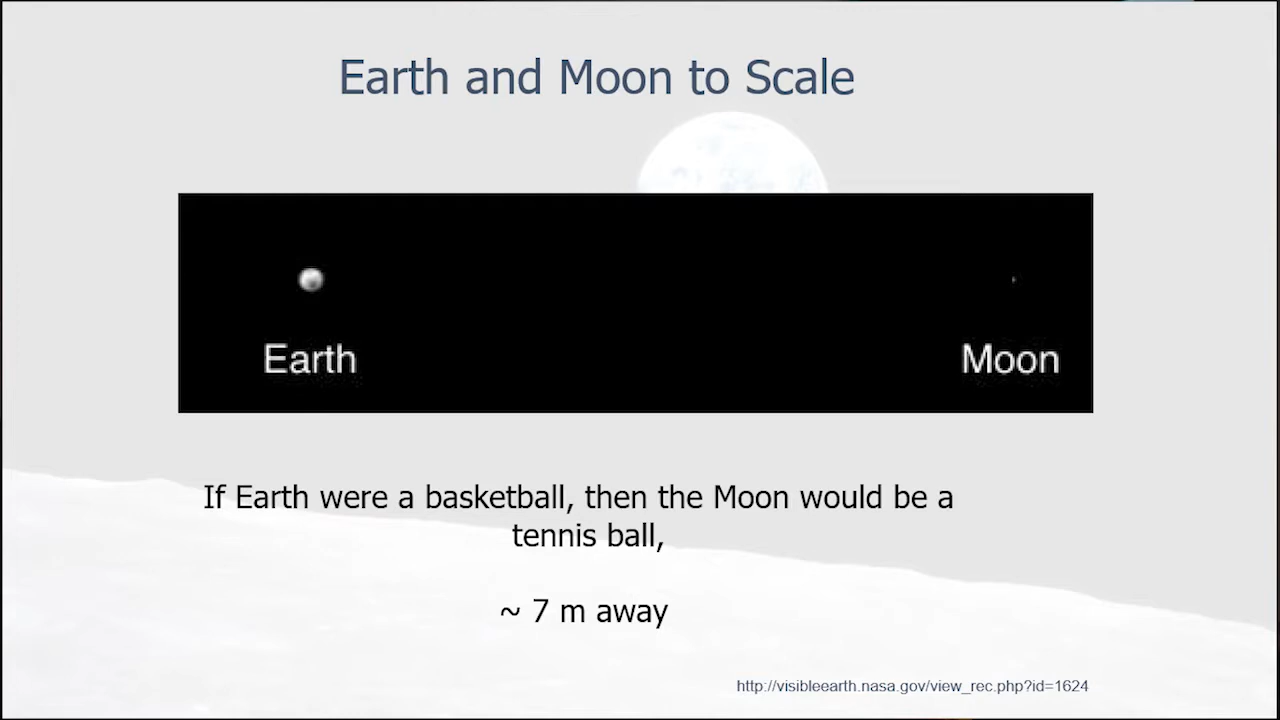 Earth and Moon to Scale
Earth
Moon
If Earth were a basketball, then the Moon would be a
tennis ball,
~ 7 m away
http://visibleearth.nasa.gov/view_rec.php?id=1624